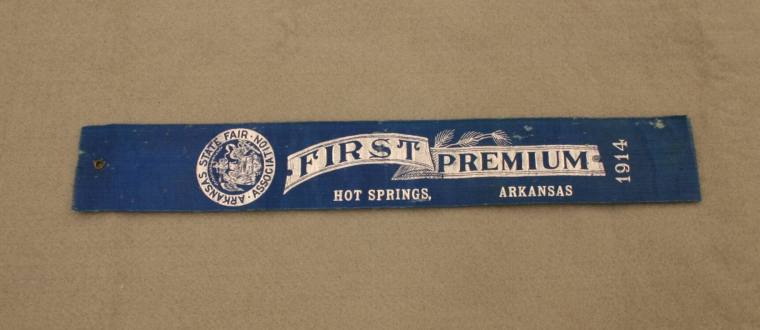 ARKANSAS STATE FAIR · ASSOCIATION ·
FIRST PREMIUM
HOT SPRINGS, ARKANSAS
1914